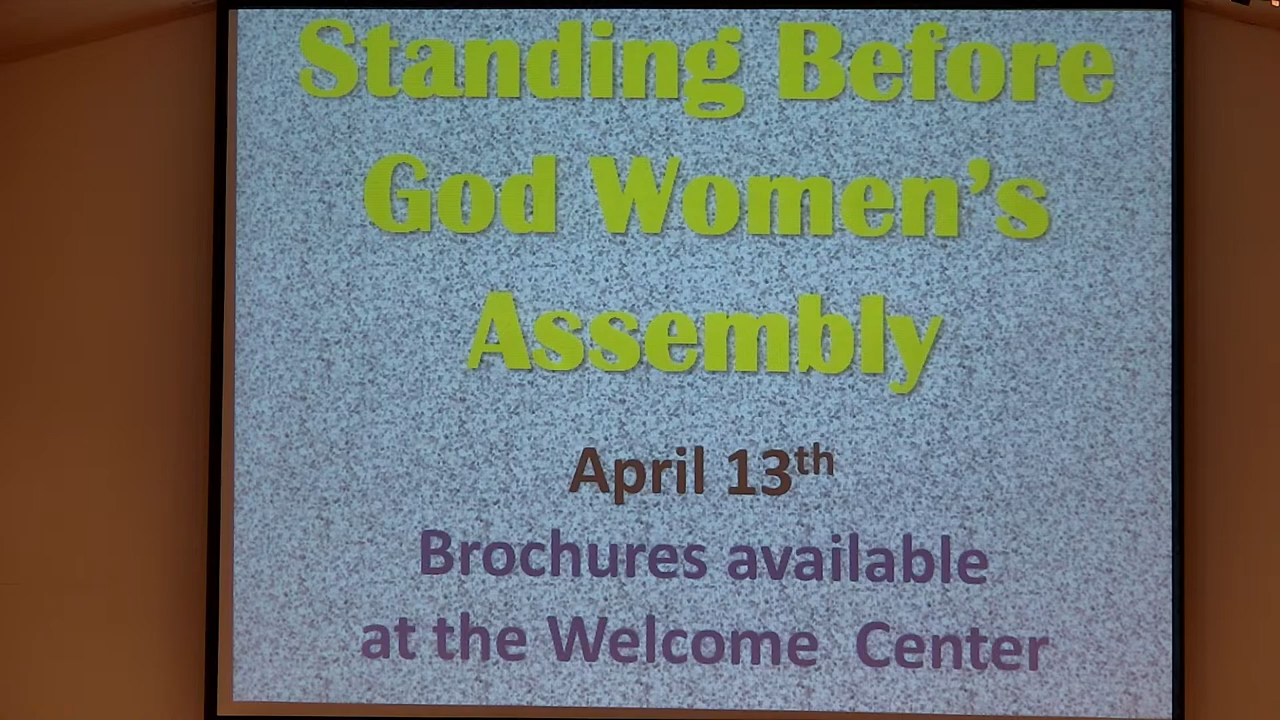 Standing Before
God Women's
Assembly
April 13th
Brochures available
at the Welcome Center